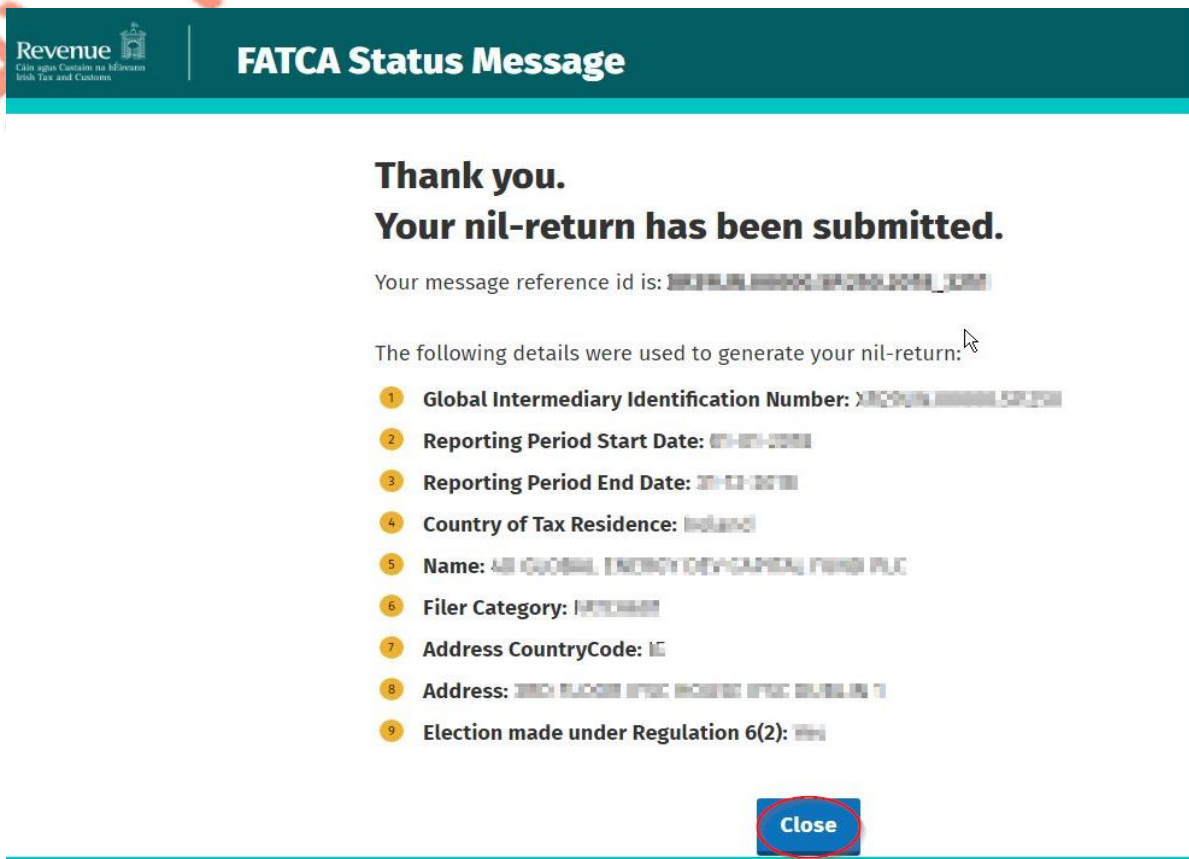 Revenue
Cáin agus Custaim na hÉireann
Irish Tax and Customs
FATCA Status Message
Thank you.
Your nil-return has been submitted.
Your message reference id is:
The following details were used to generate your nil-return:
1 Global Intermediary Identification Number:
2 Reporting Period Start Date:
3 Reporting Period End Date:
4 Country of Tax Residence:
5 Name:
6 Filer Category:
7 Address CountryCode:
8 Address:
9 Election made under Regulation 6(2):
Close